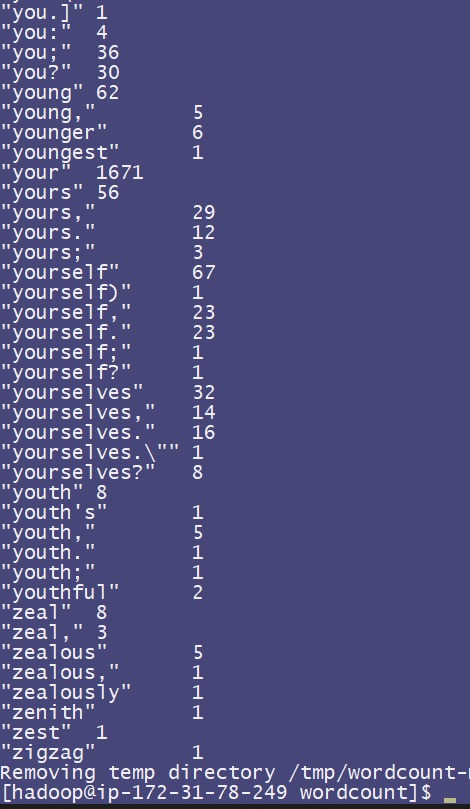 "you.]" 1
"you:" 4
"you;" 36
"you?" 30
"young" 62
"young," 5
"younger" 6
"youngest" 1
"your" 1671
"yours" 56
"yours," 29
"yours." 12
"yours;" 3
"yourself" 67
"yourself)" 1
"yourself," 23
"yourself." 23
"yourself;" 1
"yourself?" 1
"yourselves" 32
"yourselves," 14
"yourselves." 16
"yourselves.\"" 1
"yourselves?" 8
"youth" 8
"youth's" 1
"youth," 5
"youth." 1
"youth;" 1
"youthful" 2
"zeal" 8
"zeal," 3
"zealous" 5
"zealous," 1
"zealously" 1
"zenith" 1
"zest" 1
"zigzag" 1
Removing temp directory /tmp/wordcount-
[hadoop@ip-172-31-78-249 wordcount]$